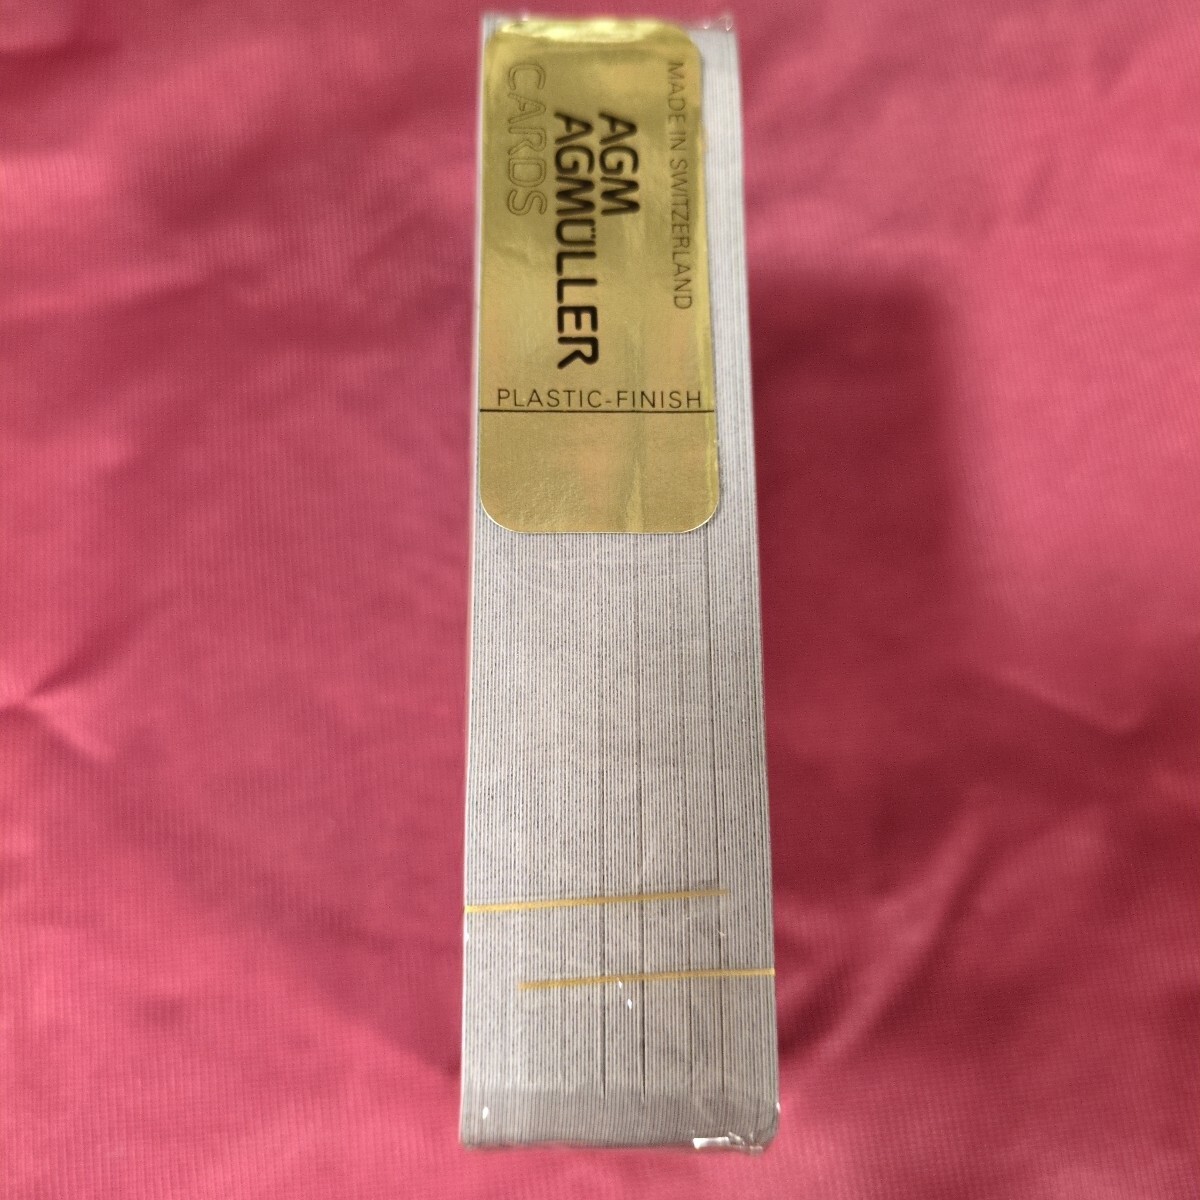 MADE IN SWITZERLAND
AGM
AGMÜLLER
CARDS
PLASTIC-FINISH